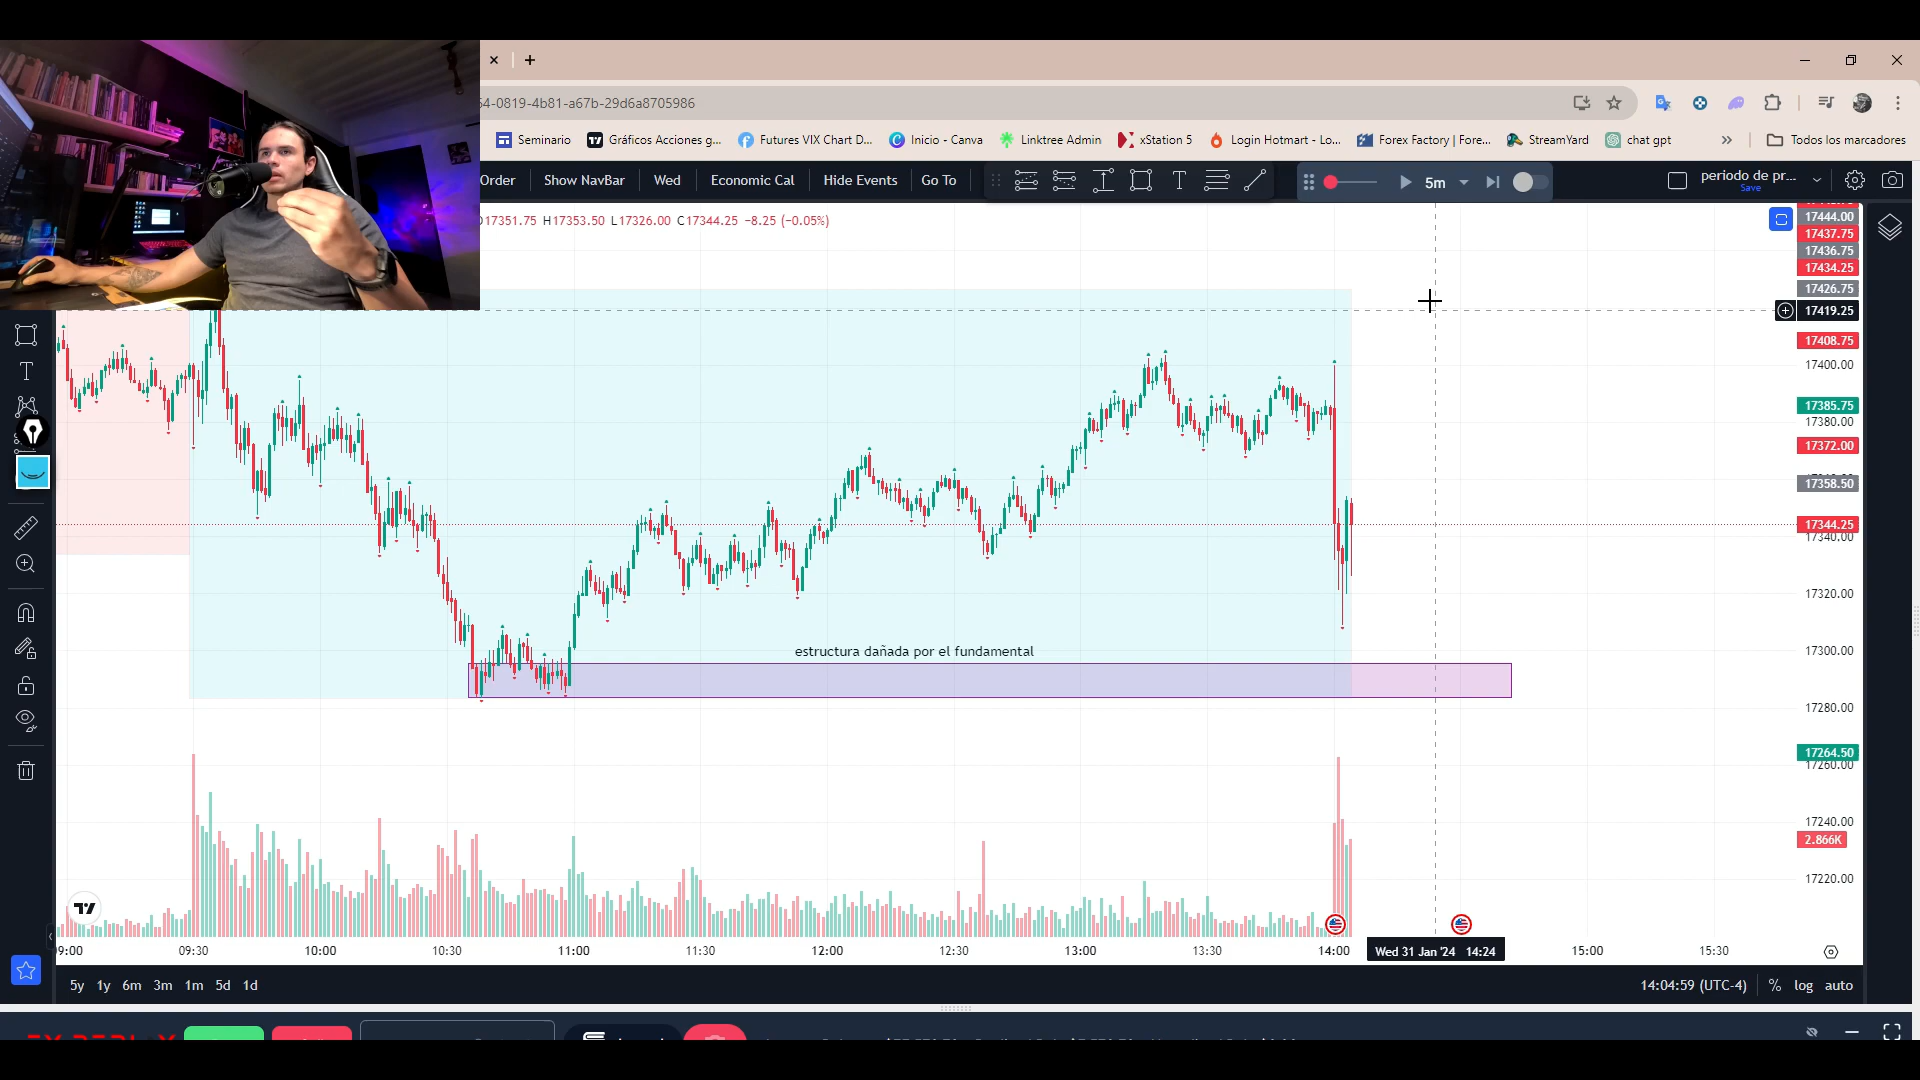 64-0819-4b81-a67b-29d6a8705986
Seminario
Gráficos Acciones g...
Futures VIX Chart D...
Inicio - Canva
Linktree Admin
xStation 5
Login Hotmart - Lo...
Forex Factory | Fore...
StreamYard
chat gpt
Todos los marcadores
Order
Show NavBar
Wed
Economic Cal
Hide Events
Go To
5m
periodo de pr...
Save
17351.75 H17353.50 L17326.00 C17344.25 −8.25 (−0.05%)
17444.00
17437.75
17436.75
17434.25
17426.75
17419.25
17408.75
17400.00
17385.75
17380.00
17372.00
17358.50
17344.25
17340.00
17320.00
estructura dañada por el fundamental
17300.00
17280.00
17264.50
17260.00
17240.00
2.866K
17220.00
09:00
09:30
10:00
10:30
11:00
11:30
12:00
12:30
13:00
13:30
14:00
Wed 31 Jan '24 14:24
15:00
15:30
5y 1y 6m 3m 1m 5d 1d
14:04:59 (UTC-4)
% log auto